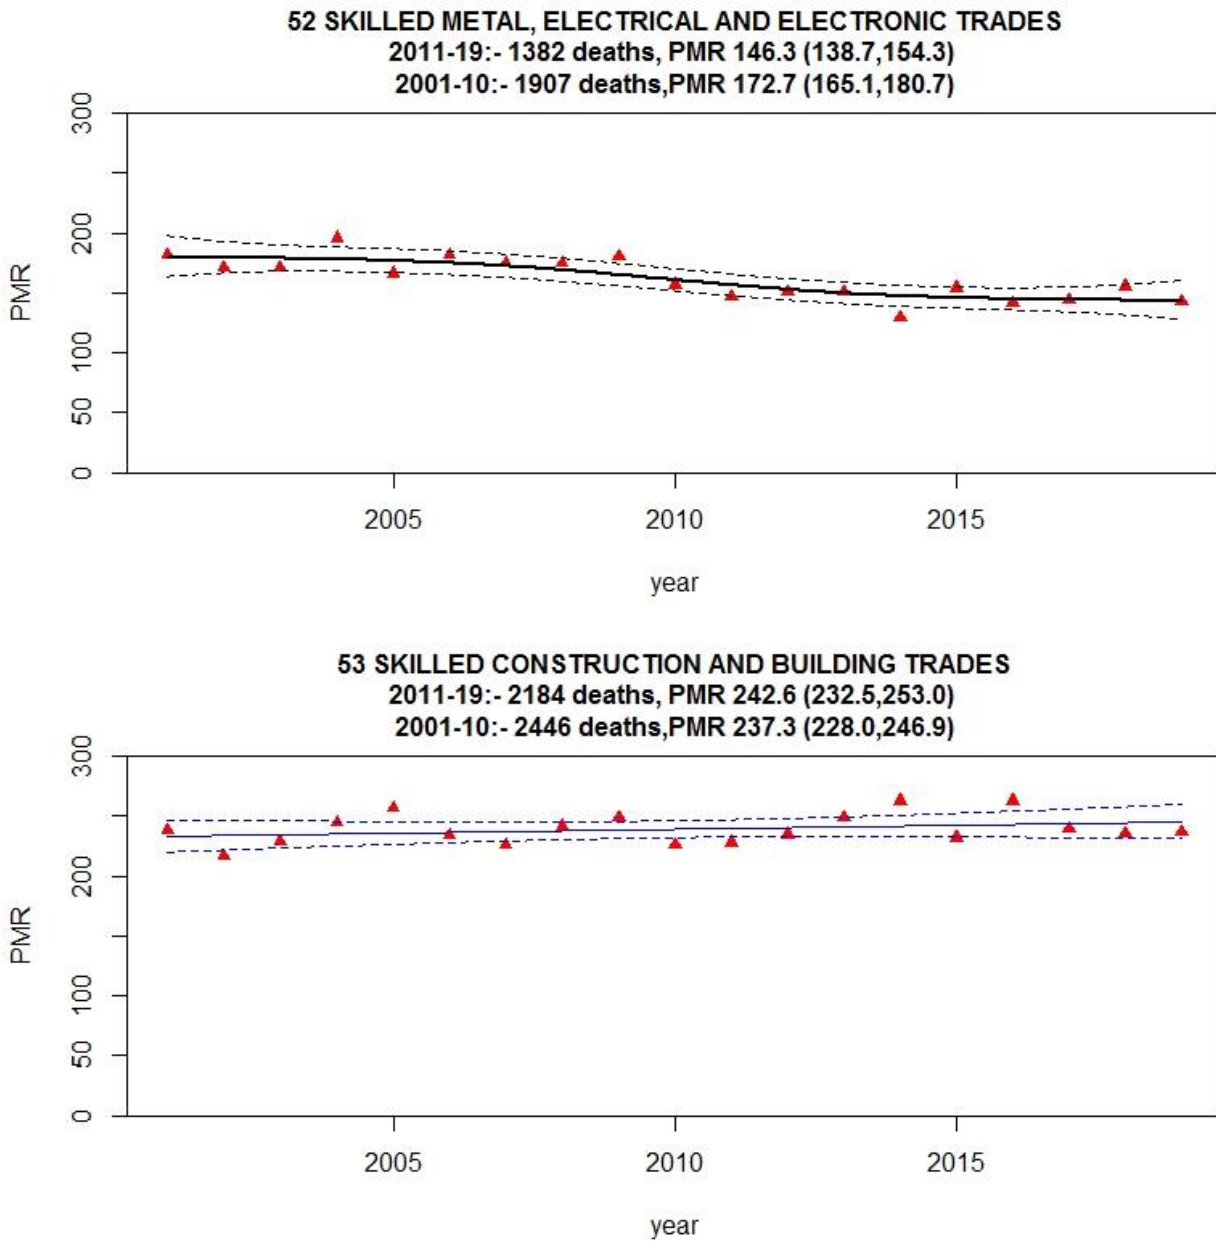 52 SKILLED METAL, ELECTRICAL AND ELECTRONIC TRADES
2011-19:- 1382 deaths, PMR 146.3 (138.7,154.3)
2001-10:- 1907 deaths,PMR 172.7 (165.1,180.7)
300
200
100
50
0
PMR
2005 2010 2015
year
53 SKILLED CONSTRUCTION AND BUILDING TRADES
2011-19:- 2184 deaths, PMR 242.6 (232.5,253.0)
2001-10:- 2446 deaths,PMR 237.3 (228.0,246.9)
300
200
100
50
0
PMR
2005 2010 2015
year